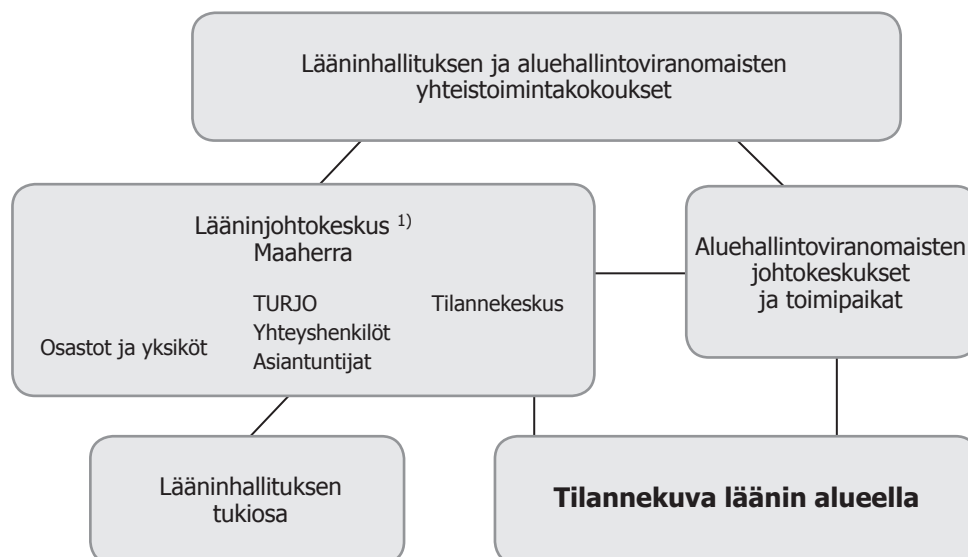 Lääninhallituksen ja aluehallintoviranomaisten
yhteistoimintakokoukset
Lääninjohtokeskus 1)
Maaherra
TURJO
Yhteyshenkilöt
Asiantuntijat
Tilannekeskus
Osastot ja yksiköt
Aluehallintoviranomaisten
johtokeskukset
ja toimipaikat
Lääninhallituksen
tukiosa
Tilannekuva läänin alueella